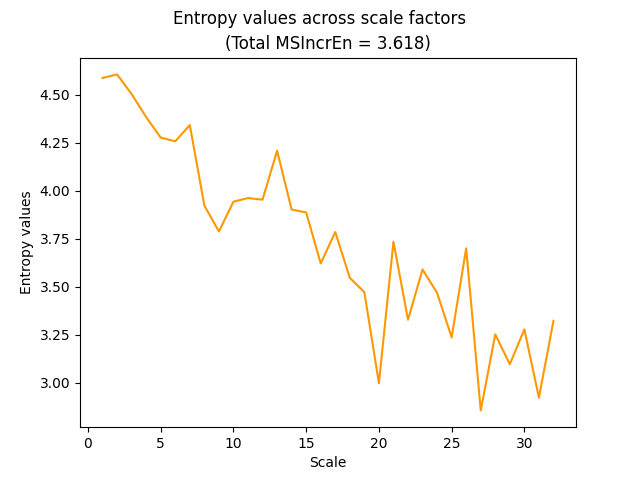 Entropy values across scale factors
(Total MSIncrEn = 3.618)
4.50
4.25
4.00
3.75
3.50
3.25
3.00
Entropy values
0 5 10 15 20 25 30
Scale